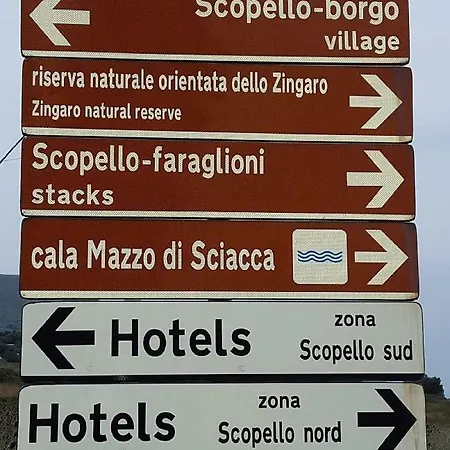 Scopello-borgo
village
riserva naturale orientata dello Zingaro
Zingaro natural reserve
Scopello-faraglioni
stacks
cala Mazzo di Sciacca
Hotels zona
Scopello sud
Hotels zona
Scopello nord